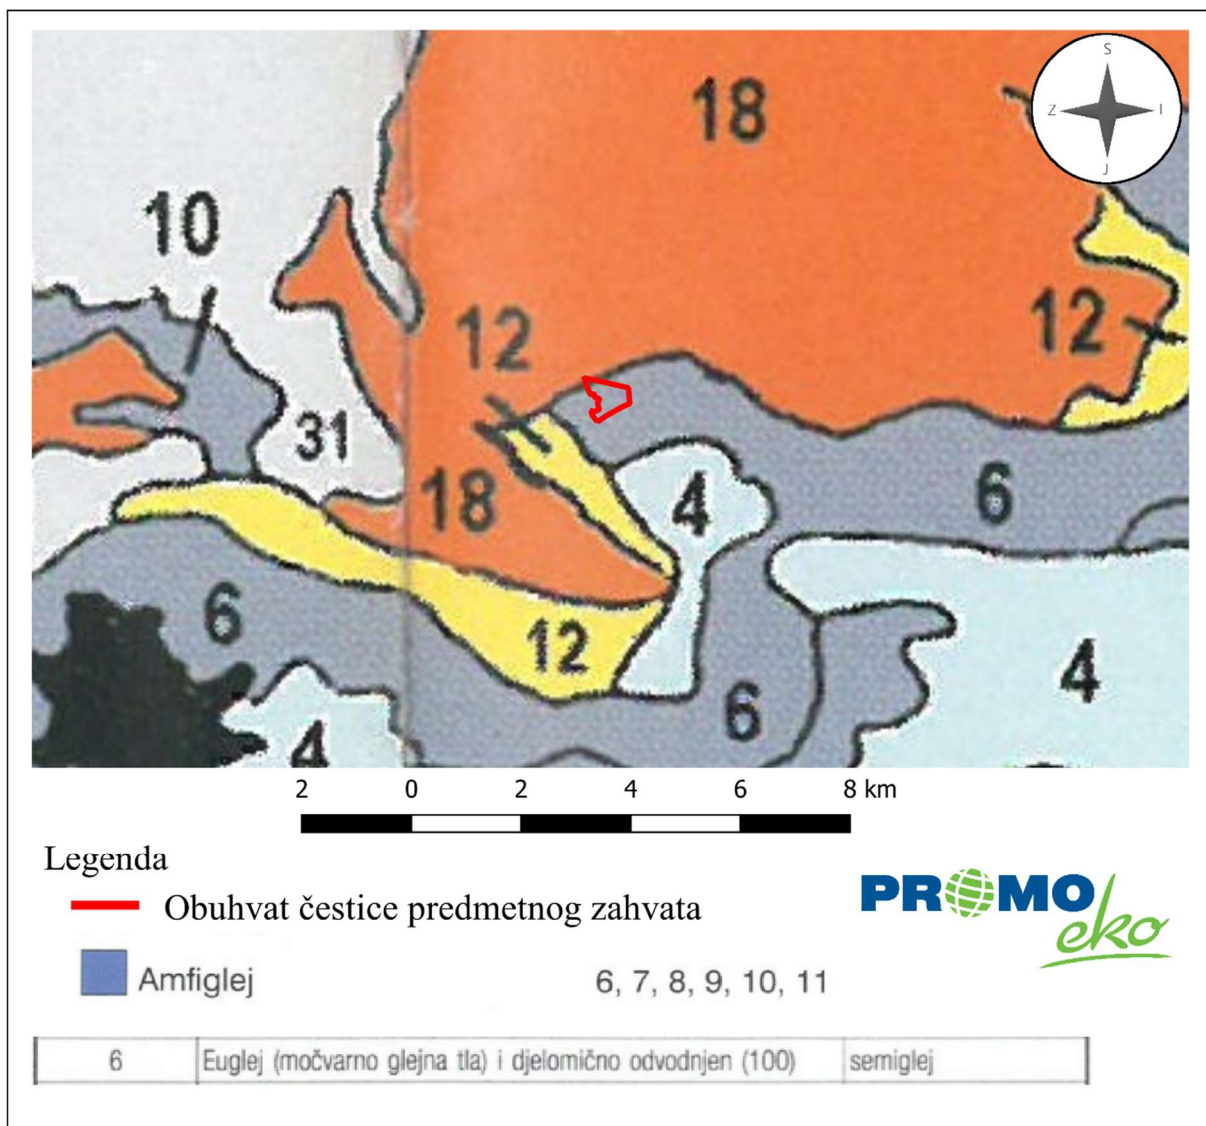 18
S
Z I
J
10
12
12
31
18
4
6
6
12
4
6
4
2 0 2 4 6 8 km
Legenda
Obuhvat čestice predmetnog zahvata
PROMO
eko
Amfiglej 6, 7, 8, 9, 10, 11
6 Euglej (močvarno glejna tla) i djelomično odvodnjen (100) semiglej